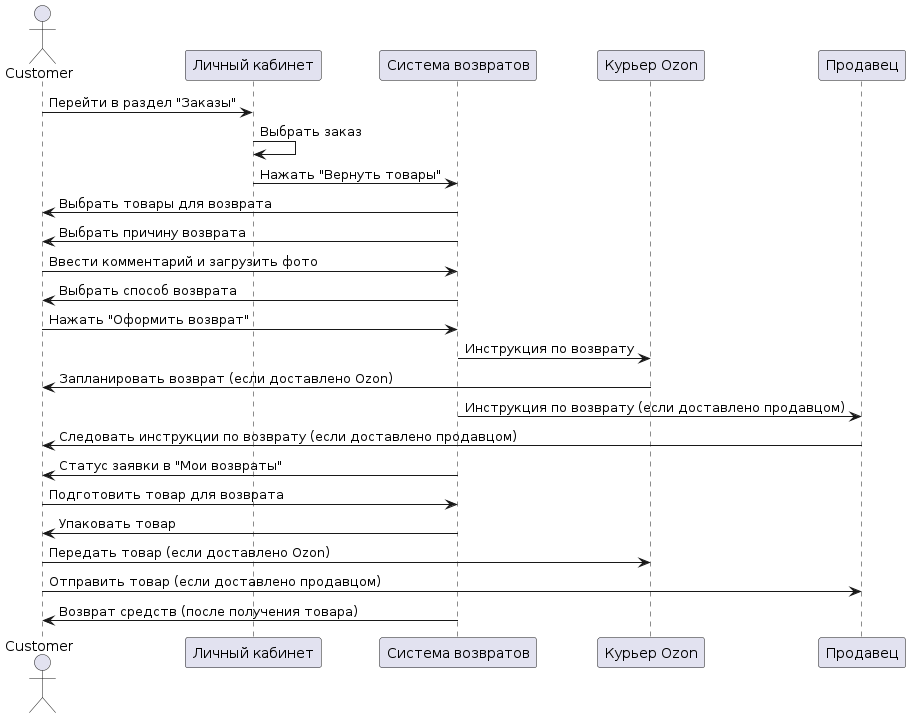 Customer
Личный кабинет
Система возвратов
Курьер Ozon
Продавец
Перейти в раздел "Заказы"
Выбрать заказ
Нажать "Вернуть товары"
Выбрать товары для возврата
Выбрать причину возврата
Ввести комментарий и загрузить фото
Выбрать способ возврата
Нажать "Оформить возврат"
Инструкция по возврату
Запланировать возврат (если доставлено Ozon)
Инструкция по возврату (если доставлено продавцом)
Следовать инструкции по возврату (если доставлено продавцом)
Статус заявки в "Мои возвраты"
Подготовить товар для возврата
Упаковать товар
Передать товар (если доставлено Ozon)
Отправить товар (если доставлено продавцом)
Возврат средств (после получения товара)
Customer
Личный кабинет
Система возвратов
Курьер Ozon
Продавец